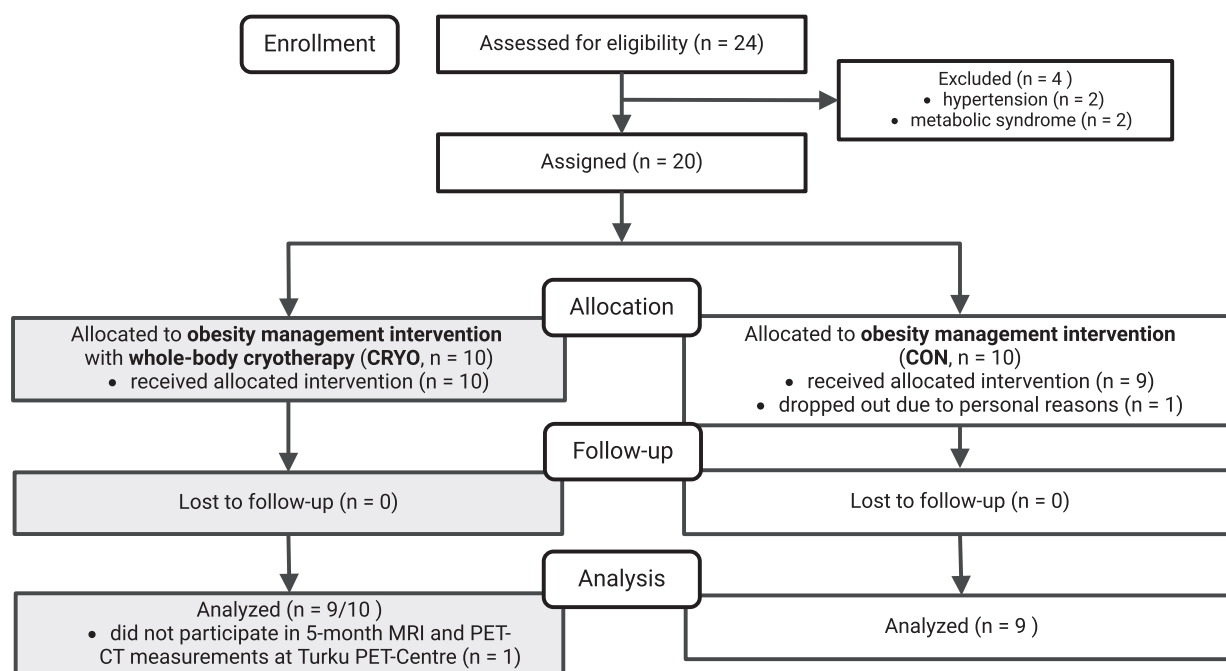 Enrollment
Assessed for eligibility (n = 24)
Excluded (n = 4 )
• hypertension (n = 2)
• metabolic syndrome (n = 2)
Assigned (n = 20)
Allocation
Allocated to obesity management intervention
with whole-body cryotherapy (CRYO, n = 10)
• received allocated intervention (n = 10)
Allocated to obesity management intervention
(CON, n = 10)
• received allocated intervention (n = 9)
• dropped out due to personal reasons (n = 1)
Follow-up
Lost to follow-up (n = 0)
Lost to follow-up (n = 0)
Analysis
Analyzed (n = 9/10 )
• did not participate in 5-month MRI and PET-
CT measurements at Turku PET-Centre (n = 1)
Analyzed (n = 9 )